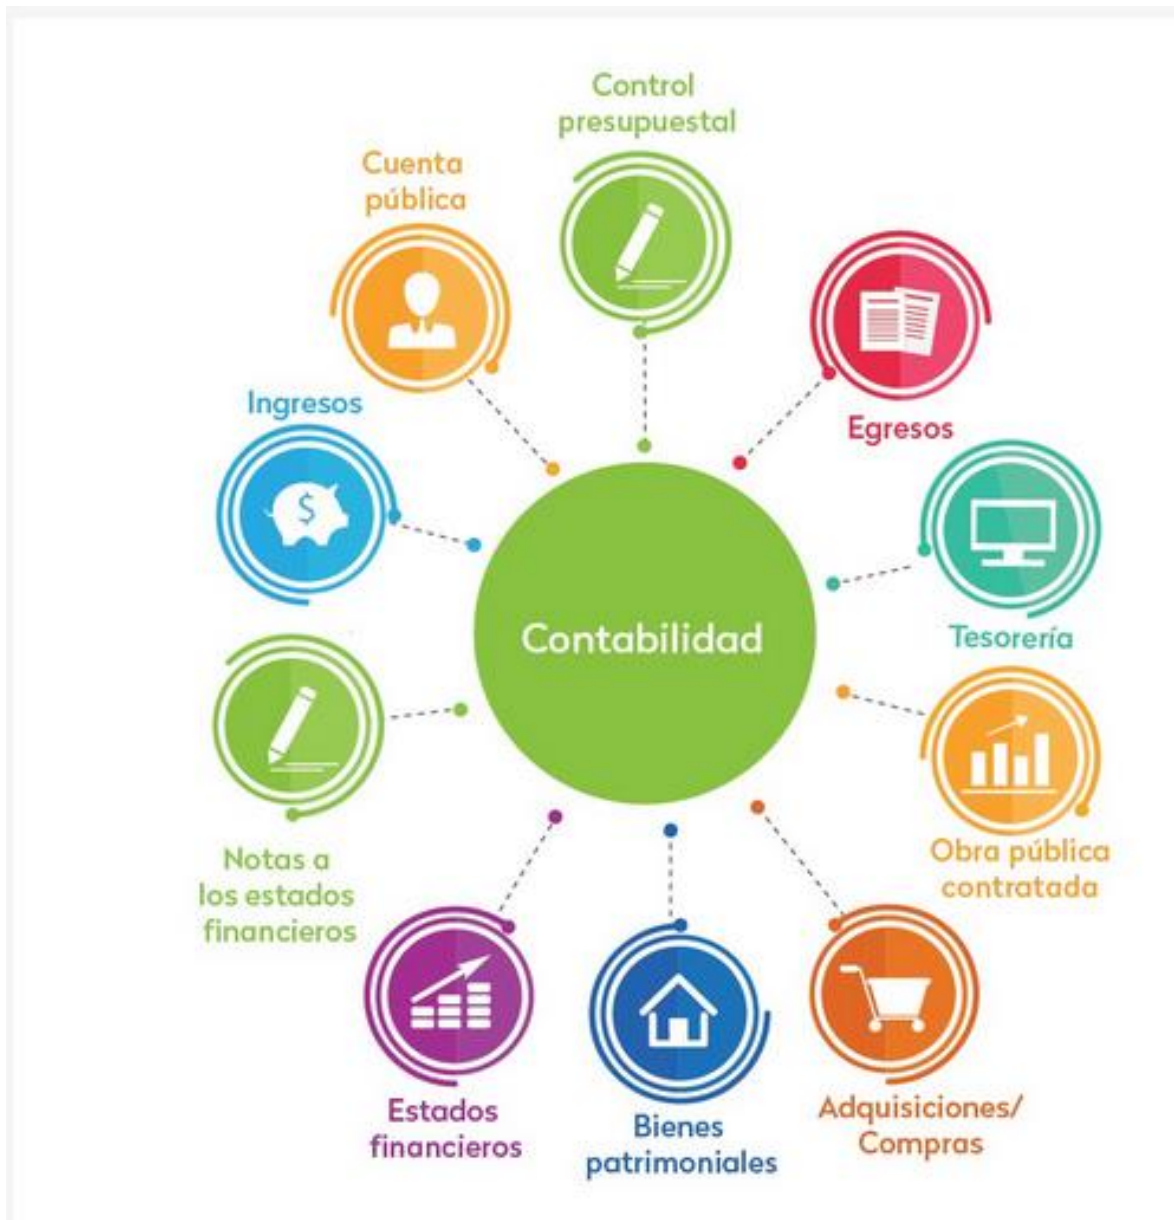 Control
presupuestal
Cuenta
pública
Egresos
Ingresos
$
Tesorería
Contabilidad
Obra pública
contratada
Notas a
los estados
financieros
Adquisiciones/
Compras
Bienes
patrimoniales
Estados
financieros